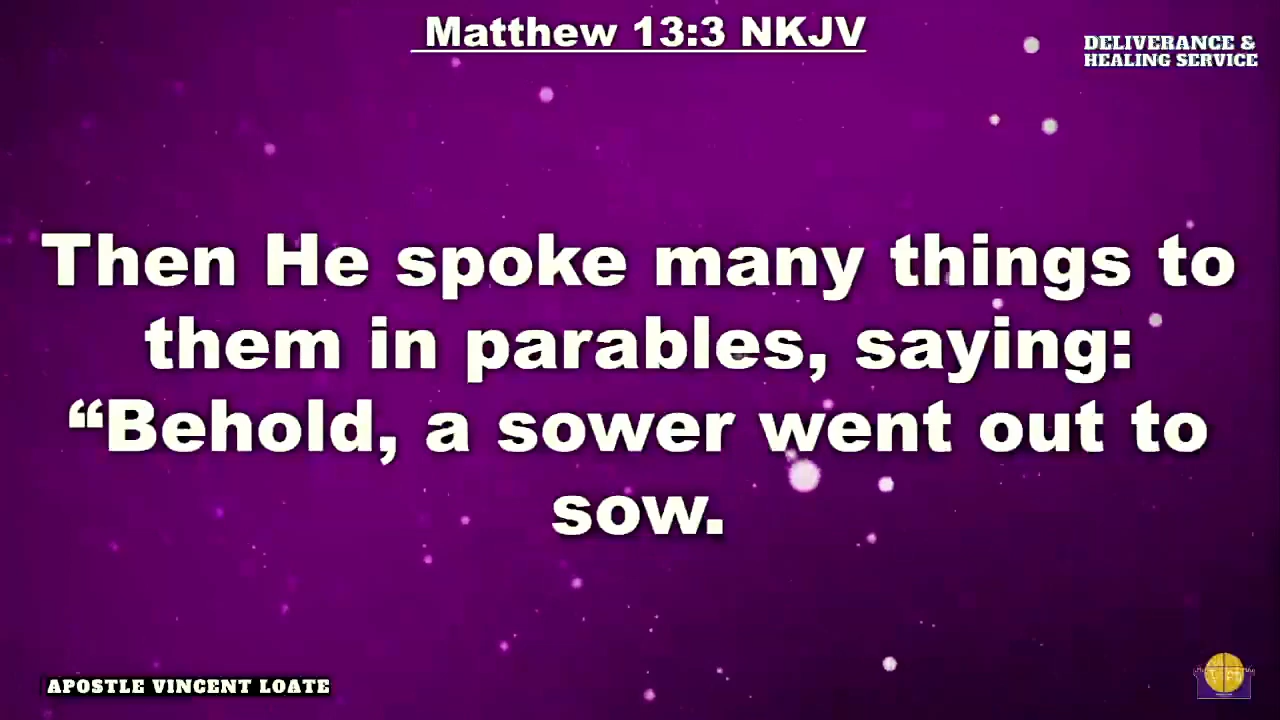 Matthew 13:3 NKJV
DELIVERANCE &
HEALING SERVICE
Then He spoke many things to
them in parables, saying:
“Behold, a sower went out to
sow.
APOSTLE VINCENT LOATE